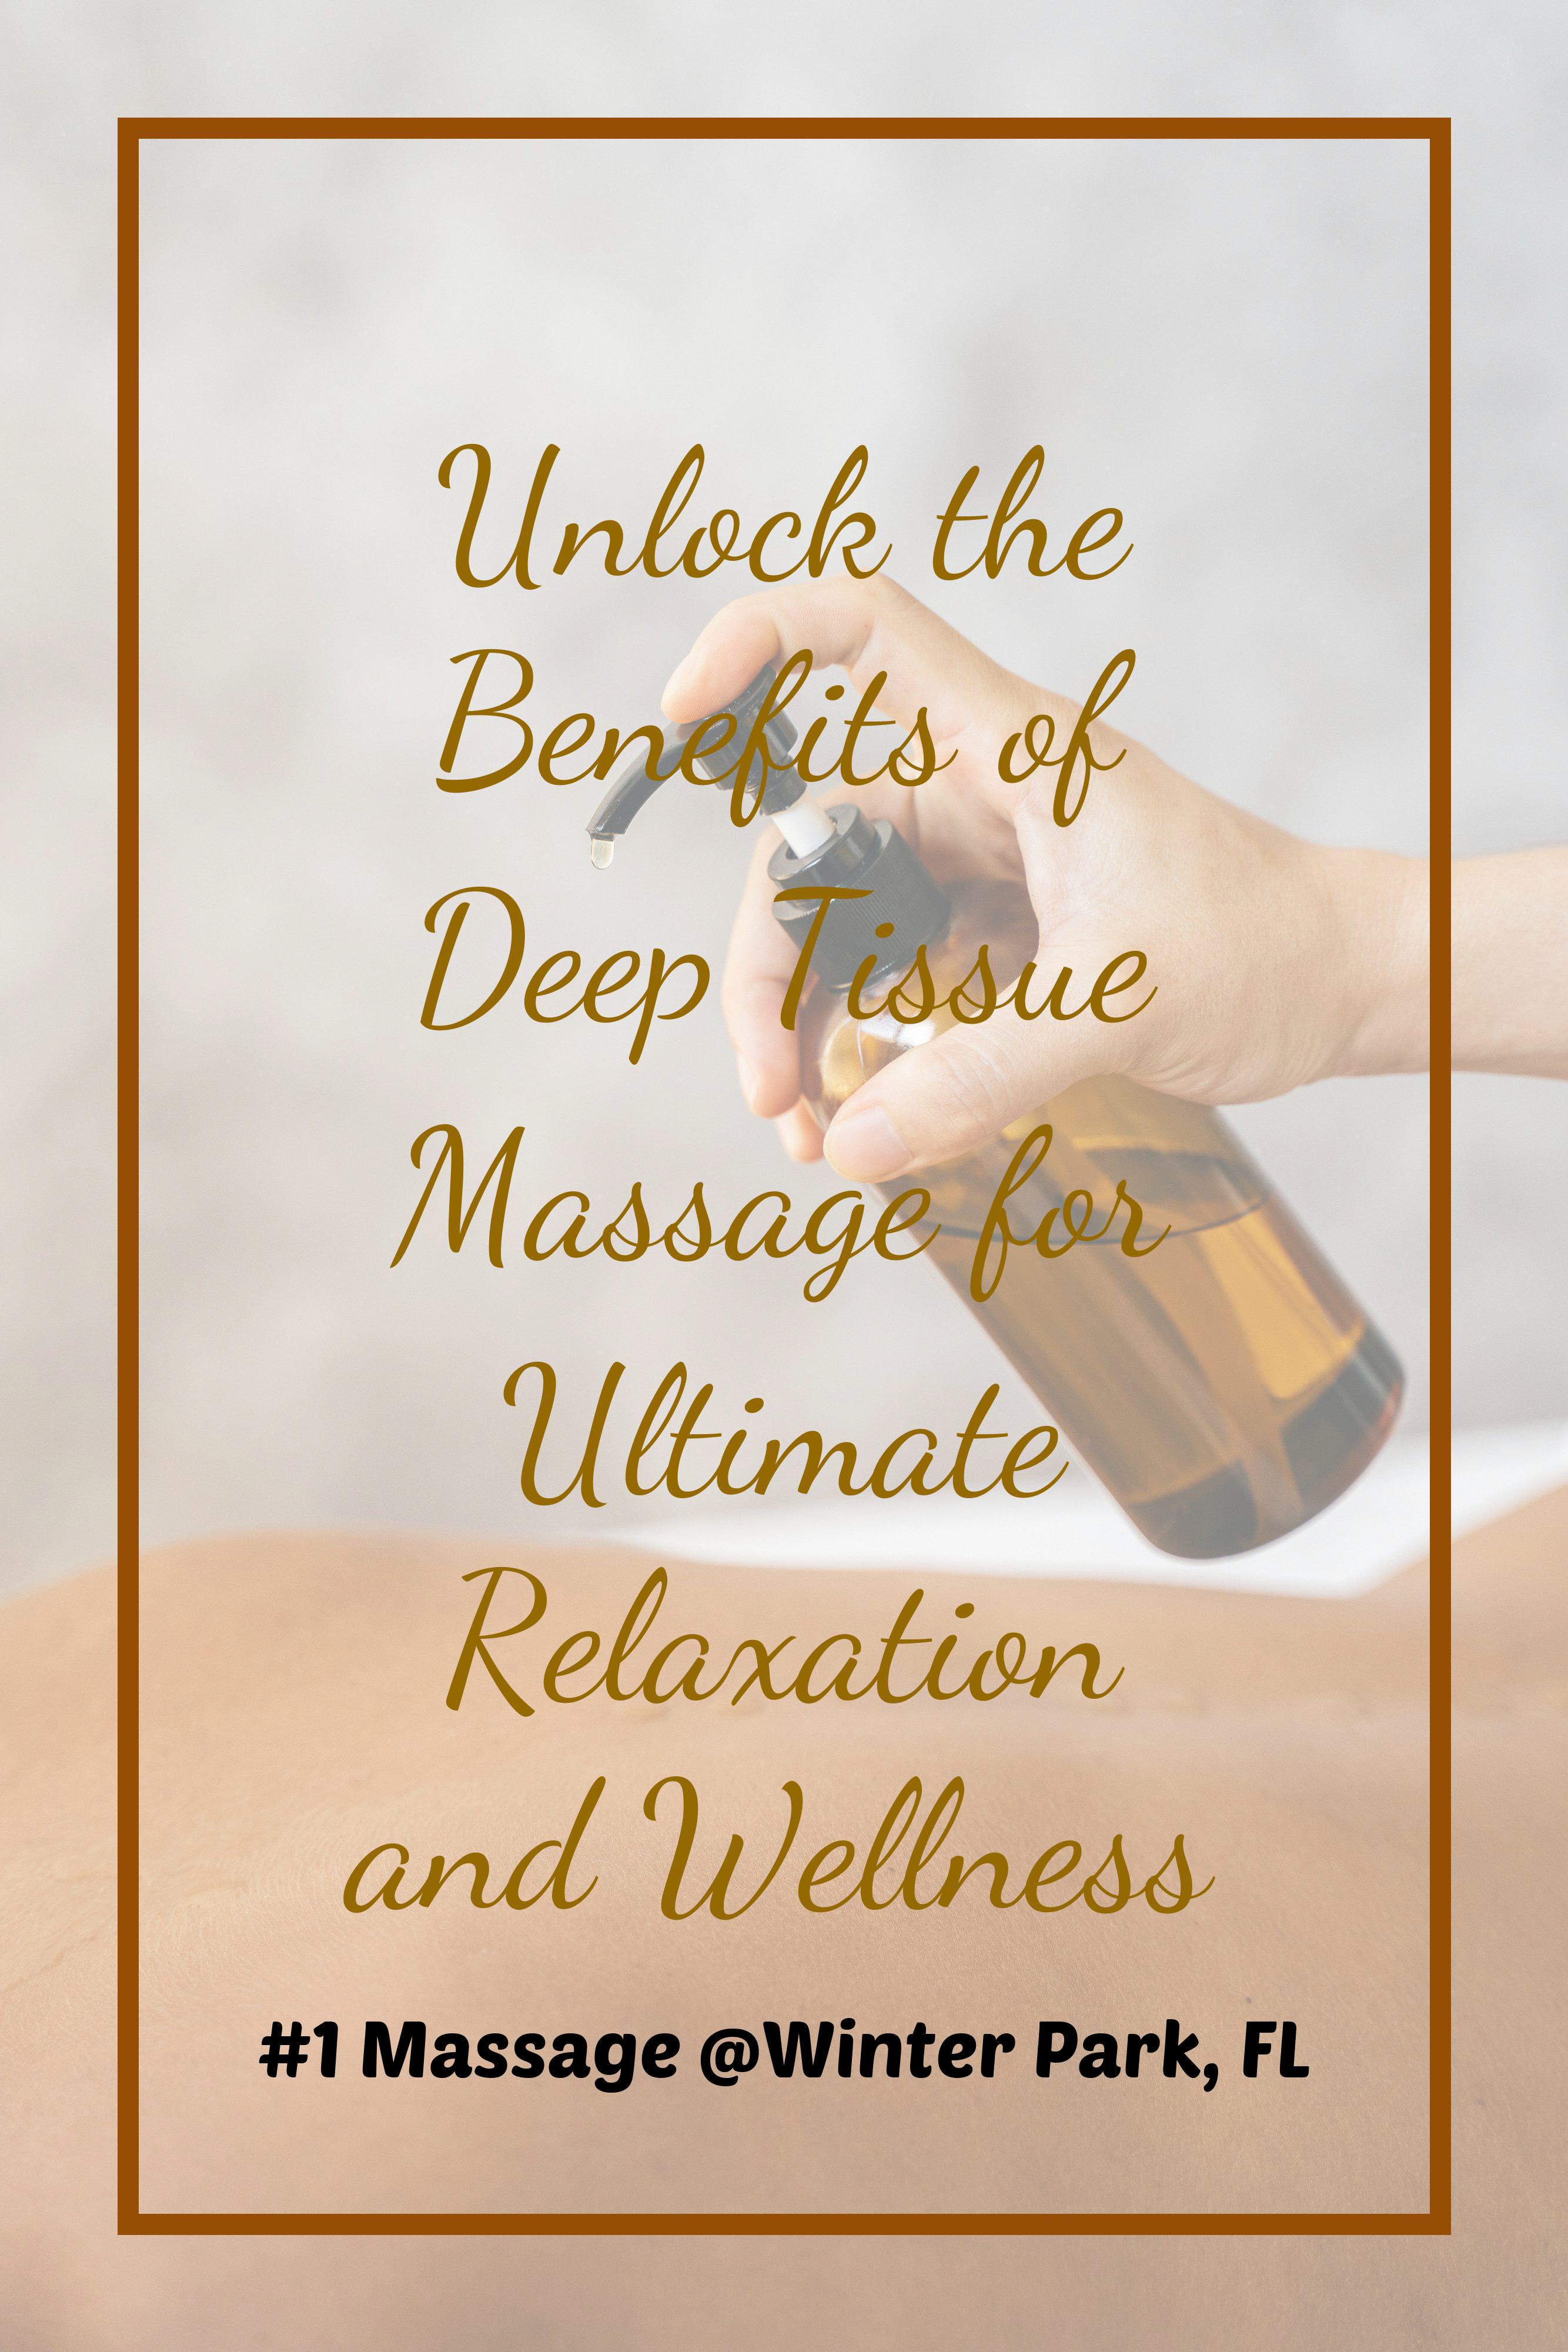 Unlock the
Benefits of
Deep Tissue
Massage for
Ultimate
Relaxation
and Wellness
#1 Massage @Winter Park, FL